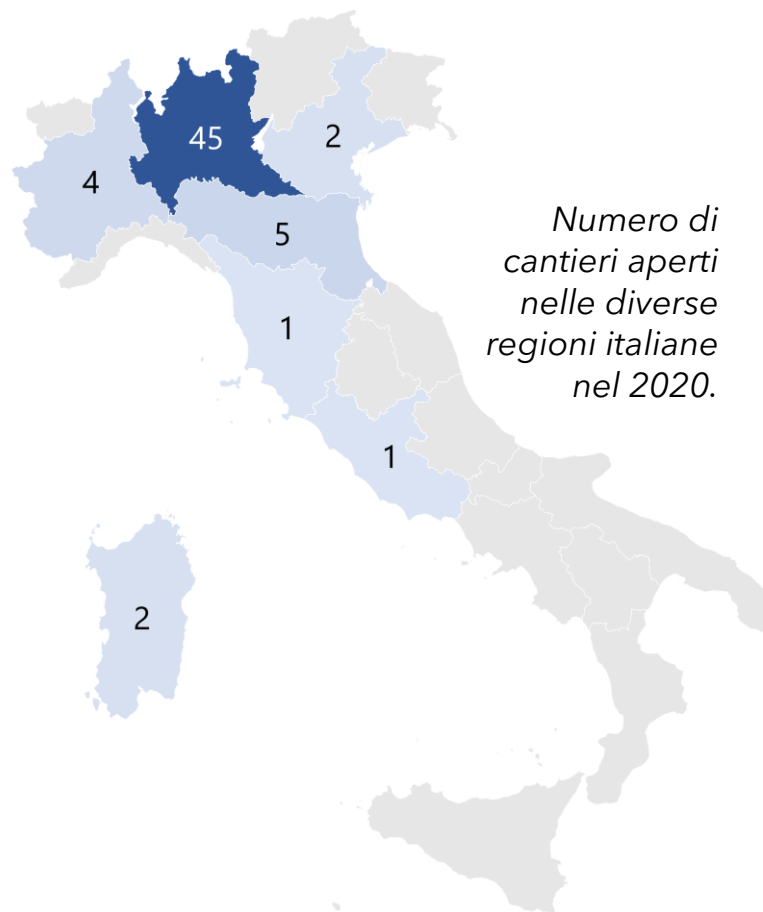 45
2
4
5
Numero di
cantieri aperti
nelle diverse
regioni italiane
nel 2020.
1
1
2